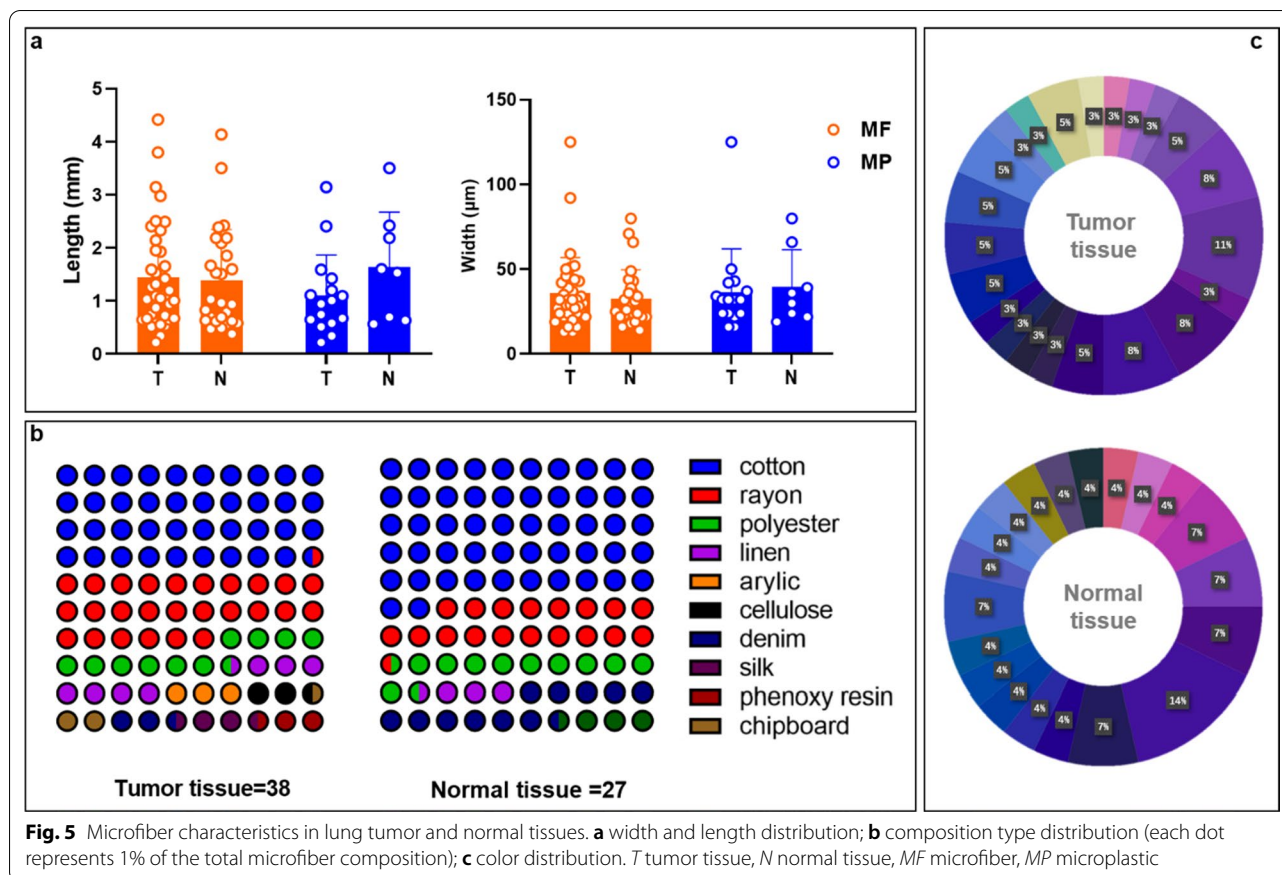 a
c
5
4
3
2
1
0
Length (mm)
T N T N
150
100
50
0
Width (µm)
T N T N
MF
MP
3%
3%
3%
5%
8%
11%
3%
8%
8%
5%
3%
3%
3%
3%
5%
5%
5%
5%
5%
3%
3%
5%
3%
Tumor
tissue
b
cotton
rayon
polyester
linen
arylic
cellulose
denim
silk
phenoxy resin
chipboard
Tumor tissue=38
Normal tissue =27
4%
4%
4%
7%
7%
7%
14%
7%
4%
4%
4%
4%
4%
7%
4%
4%
4%
4%
4%
4%
Normal
tissue
Fig. 5 Microfiber characteristics in lung tumor and normal tissues. a width and length distribution; b composition type distribution (each dot
represents 1% of the total microfiber composition); c color distribution. T tumor tissue, N normal tissue, MF microfiber, MP microplastic